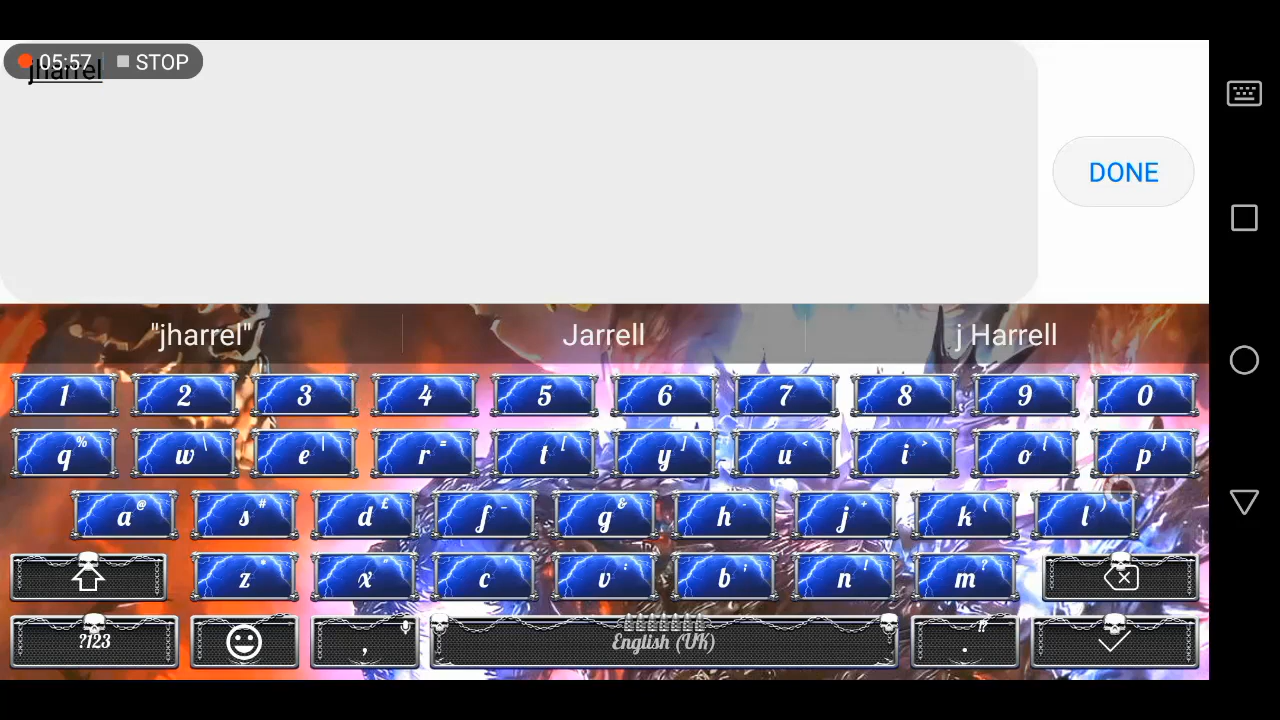 05:57 STOP
jharrel
DONE
"jharrel" Jarrell j Harrell
1 2 3 4 5 6 7 8 9 0
q % w \ e | r = t [ y ] u < i > o { p }
a @ s # d £ f _ g & h - j + k ( l )
z * x " c ' v : b ; n ! m ?
?123 , English (UK) . !?